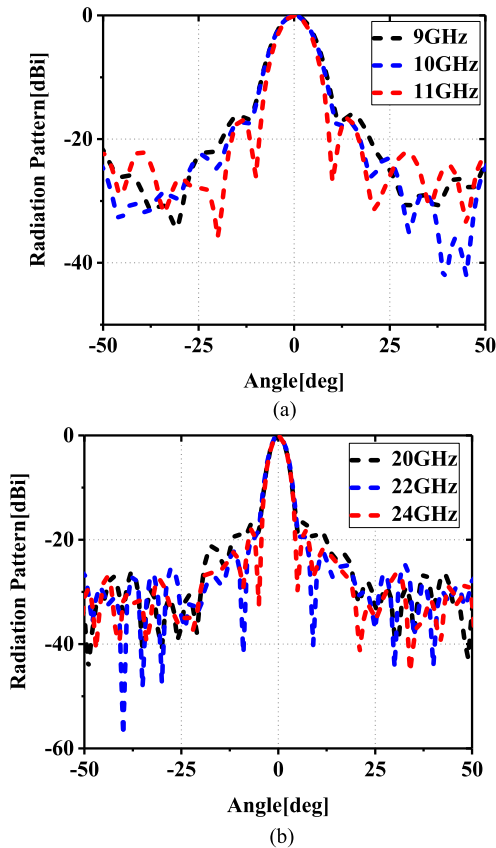 0
-20
-40
-50
-25
0
25
50
Radiation Pattern[dBi]
Angle[deg]
9GHz
10GHz
11GHz
(a)
0
-20
-40
-60
-50
-25
0
25
50
Radiation Pattern[dBi]
Angle[deg]
20GHz
22GHz
24GHz
(b)